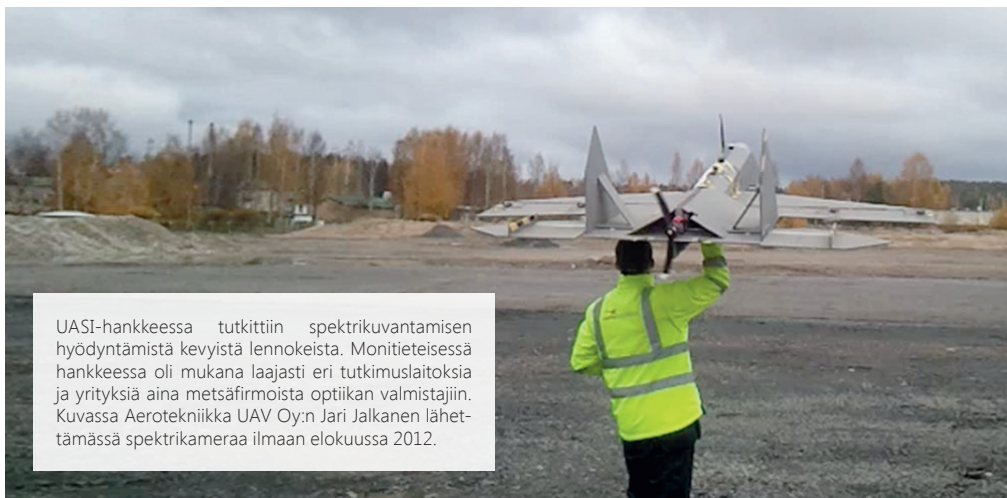 UASI-hankkeessa tutkittiin spektrikuvantamisen
hyödyntämistä kevyistä lennokeista. Monitieteisessä
hankkeessa oli mukana laajasti eri tutkimuslaitoksia
ja yrityksiä aina metsäfirmoista optiikan valmistajiin.
Kuvassa Aerotekniikka UAV Oy:n Jari Jalkanen lähet-
tämässä spektrikameraa ilmaan elokuussa 2012.